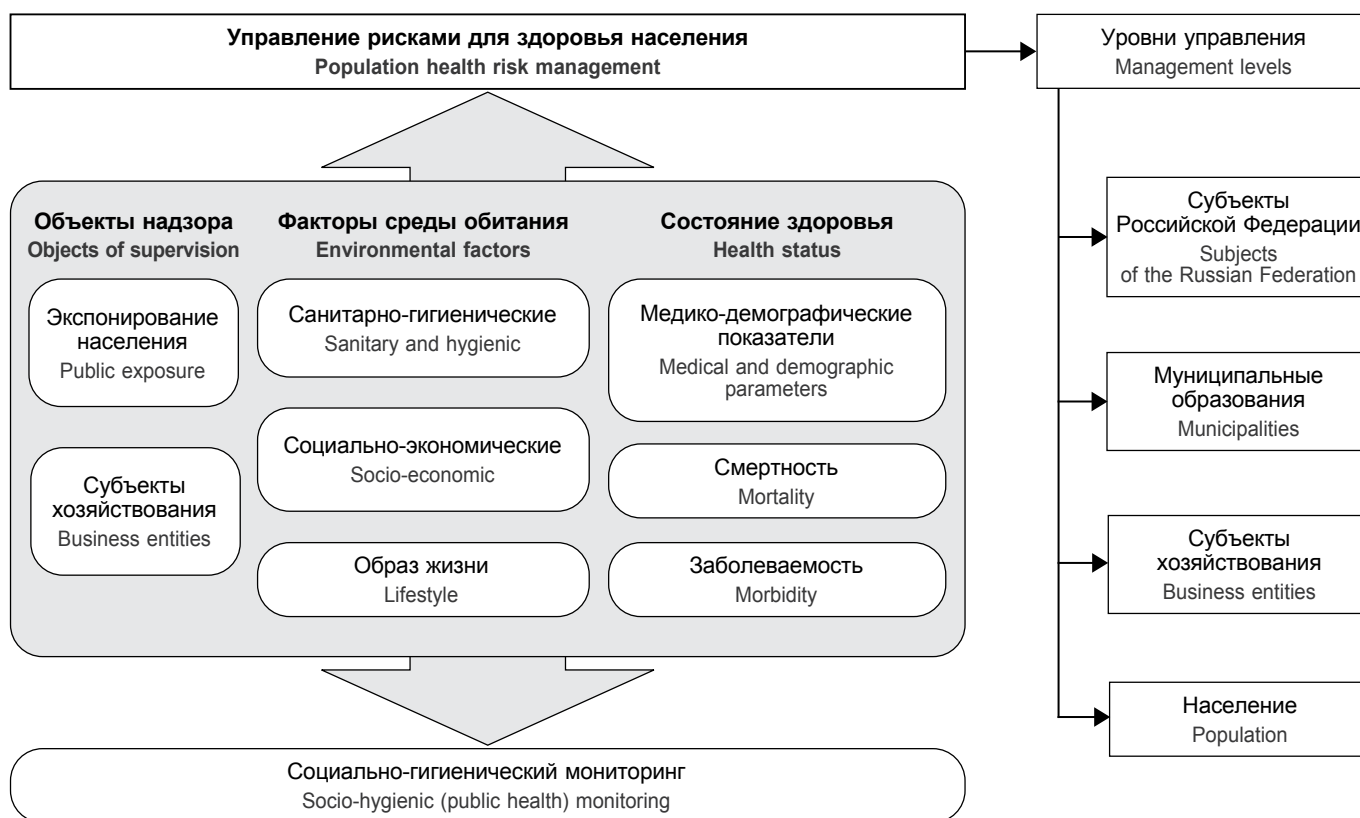 Управление рисками для здоровья населения
Population health risk management
Уровни управления
Management levels
Объекты надзора
Objects of supervision
Экспонирование
населения
Public exposure
Субъекты
хозяйствования
Business entities
Факторы среды обитания
Environmental factors
Санитарно-гигиенические
Sanitary and hygienic
Социально-экономические
Socio-economic
Образ жизни
Lifestyle
Состояние здоровья
Health status
Медико-демографические
показатели
Medical and demographic
parameters
Смертность
Mortality
Заболеваемость
Morbidity
Социально-гигиенический мониторинг
Socio-hygienic (public health) monitoring
Субъекты
Российской Федерации
Subjects
of the Russian Federation
Муниципальные
образования
Municipalities
Субъекты
хозяйствования
Business entities
Население
Population